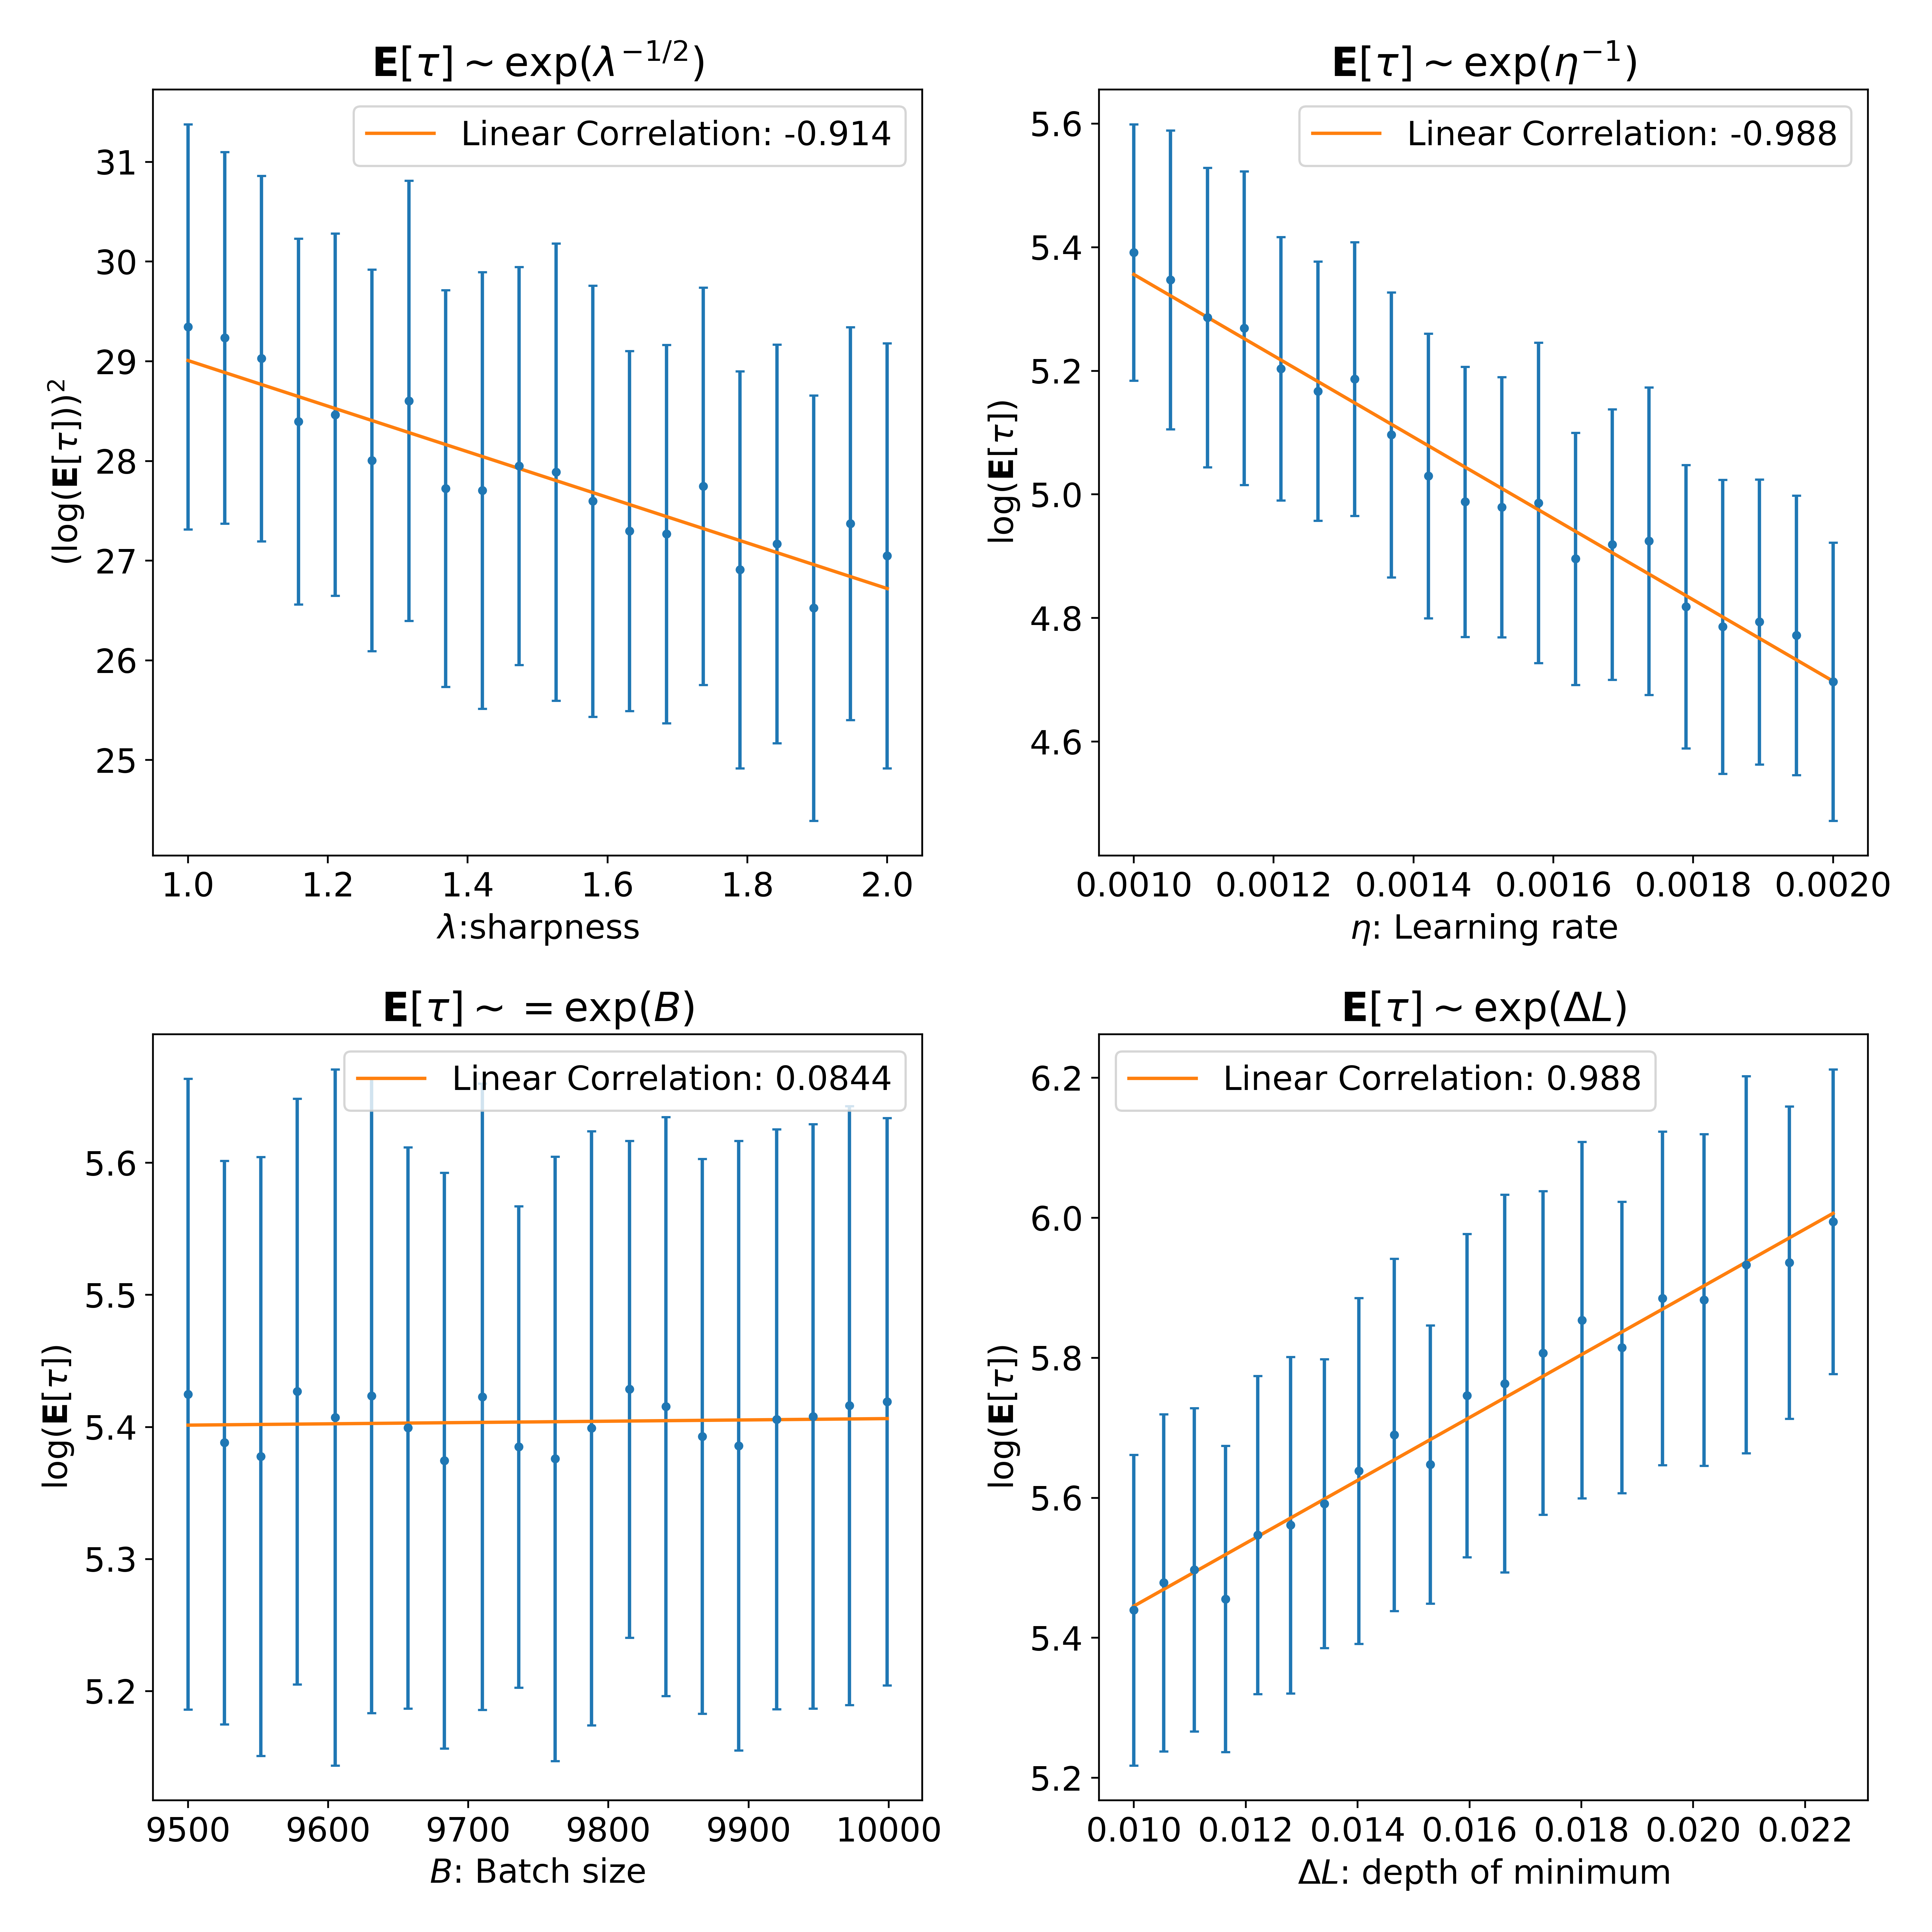 E[τ] ∼ exp(λ^{−1/2})
Linear Correlation: -0.914
31
30
29
28
27
26
25
(log(E[τ]))^2
1.0 1.2 1.4 1.6 1.8 2.0
λ:sharpness
E[τ] ∼ exp(η^{−1})
Linear Correlation: -0.988
5.6
5.4
5.2
5.0
4.8
4.6
log(E[τ])
0.0010 0.0012 0.0014 0.0016 0.0018 0.0020
η: Learning rate
E[τ] ∼ = exp(B)
Linear Correlation: 0.0844
5.6
5.5
5.4
5.3
5.2
log(E[τ])
9500 9600 9700 9800 9900 10000
B: Batch size
E[τ] ∼ exp(ΔL)
Linear Correlation: 0.988
6.2
6.0
5.8
5.6
5.4
5.2
log(E[τ])
0.010 0.012 0.014 0.016 0.018 0.020 0.022
ΔL: depth of minimum